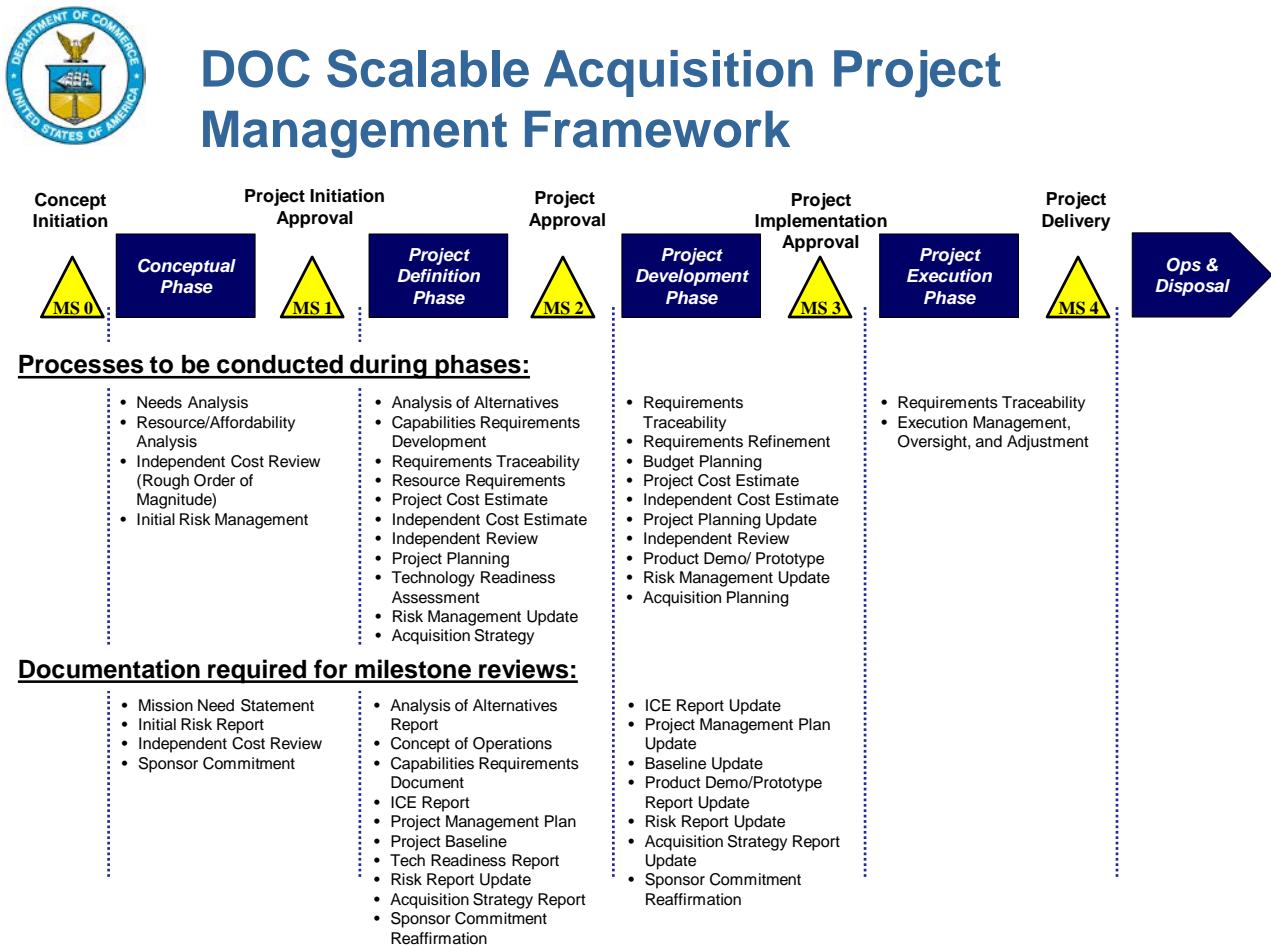 DEPARTMENT OF COMMERCE
UNITED STATES OF AMERICA
DOC Scalable Acquisition Project
Management Framework
Concept
Initiation
Project Initiation
Approval
Project
Approval
Project
Implementation
Approval
Project
Delivery
MS 0
Conceptual
Phase
MS 1
Project
Definition
Phase
MS 2
Project
Development
Phase
MS 3
Project
Execution
Phase
MS 4
Ops &
Disposal
Processes to be conducted during phases:
• Needs Analysis
• Resource/Affordability
Analysis
• Independent Cost Review
(Rough Order of
Magnitude)
• Initial Risk Management
• Analysis of Alternatives
• Capabilities Requirements
Development
• Requirements Traceability
• Resource Requirements
• Project Cost Estimate
• Independent Cost Estimate
• Independent Review
• Project Planning
• Technology Readiness
Assessment
• Risk Management Update
• Acquisition Strategy
• Requirements
Traceability
• Requirements Refinement
• Budget Planning
• Project Cost Estimate
• Independent Cost Estimate
• Project Planning Update
• Independent Review
• Product Demo/ Prototype
• Risk Management Update
• Acquisition Planning
• Requirements Traceability
• Execution Management,
Oversight, and Adjustment
Documentation required for milestone reviews:
• Mission Need Statement
• Initial Risk Report
• Independent Cost Review
• Sponsor Commitment
• Analysis of Alternatives
Report
• Concept of Operations
• Capabilities Requirements
Document
• ICE Report
• Project Management Plan
• Project Baseline
• Tech Readiness Report
• Risk Report Update
• Acquisition Strategy Report
• Sponsor Commitment
Reaffirmation
• ICE Report Update
• Project Management Plan
Update
• Baseline Update
• Product Demo/Prototype
Report Update
• Risk Report Update
• Acquisition Strategy Report
Update
• Sponsor Commitment
Reaffirmation